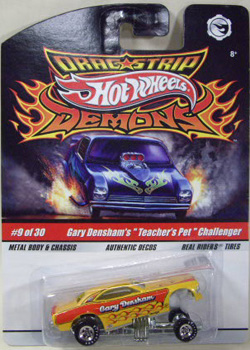 8+
DRAG STRIP
HOT WHEELS
DEMONS
#9 of 30
Gary Densham's "Teacher's Pet" Challenger
METAL BODY & CHASSIS AUTHENTIC DECOS REAL RIDERS TIRES
Gary Densham